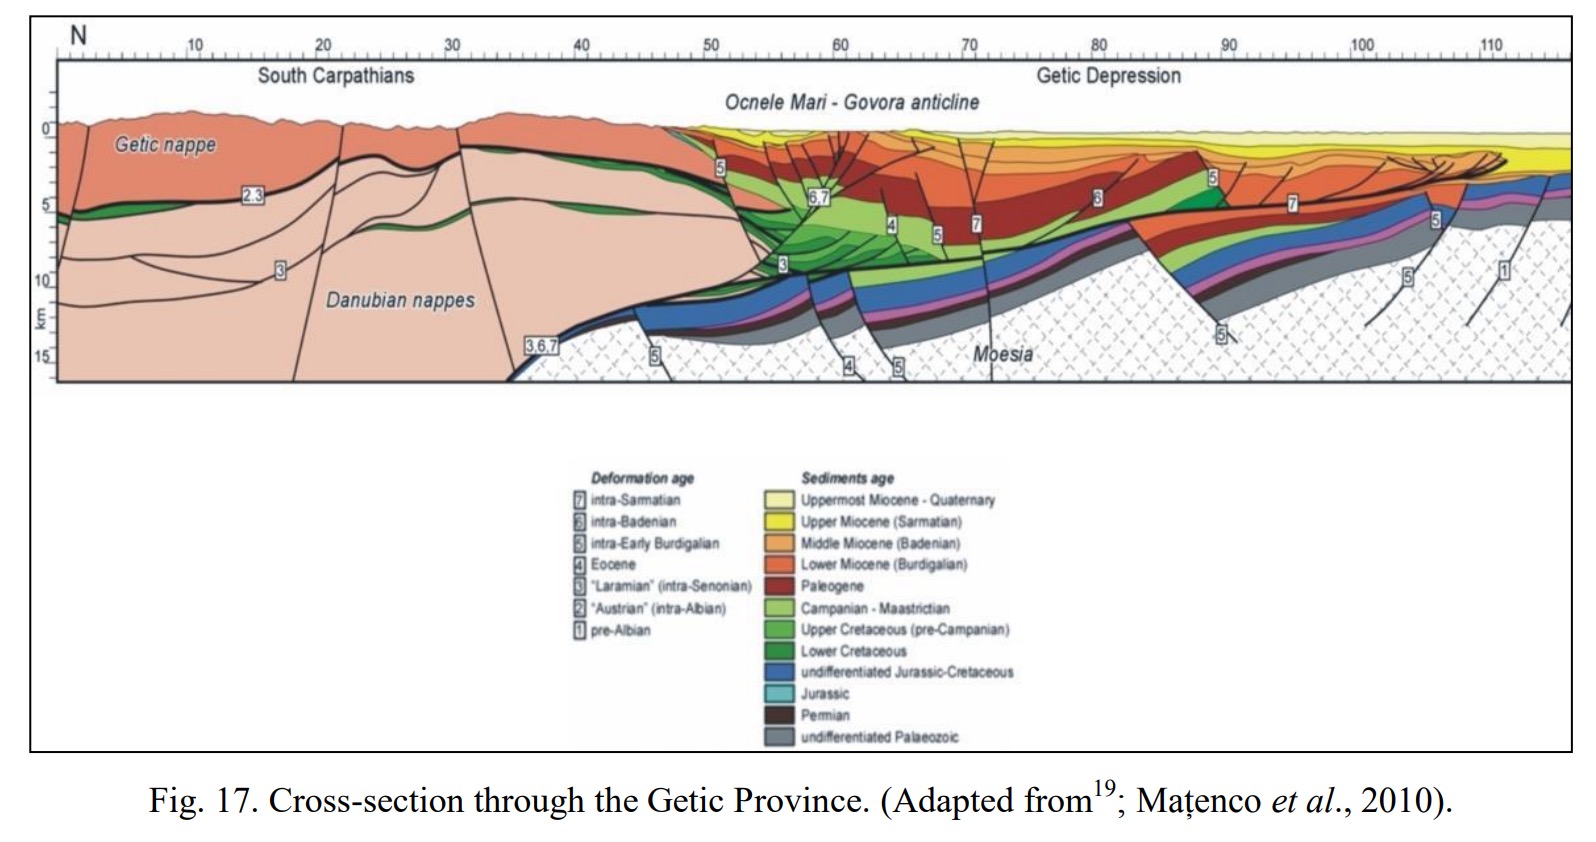 N
10 20 30 40 50 60 70 80 90 100 110
South Carpathians
Getic Depression
Ocnele Mari - Govora anticline
0
5
10
km
15
Getic nappe
2.3
3
Danubian nappes
3,6,7
5
6,7
4
5
7
6
5
7
5
3
5
1
5
4
5
5
Moesia
Deformation age
7 intra-Sarmatian
6 intra-Badenian
5 intra-Early Burdigalian
4 Eocene
3 "Laramian" (intra-Senonian)
2 "Austrian" (intra-Albian)
1 pre-Albian
Sediments age
Uppermost Miocene - Quaternary
Upper Miocene (Sarmatian)
Middle Miocene (Badenian)
Lower Miocene (Burdigalian)
Paleogene
Campanian - Maastrictian
Upper Cretaceous (pre-Campanian)
Lower Cretaceous
undifferentiated Jurassic-Cretaceous
Jurassic
Permian
undifferentiated Palaeozoic
Fig. 17. Cross-section through the Getic Province. (Adapted from19; Mațenco et al., 2010).